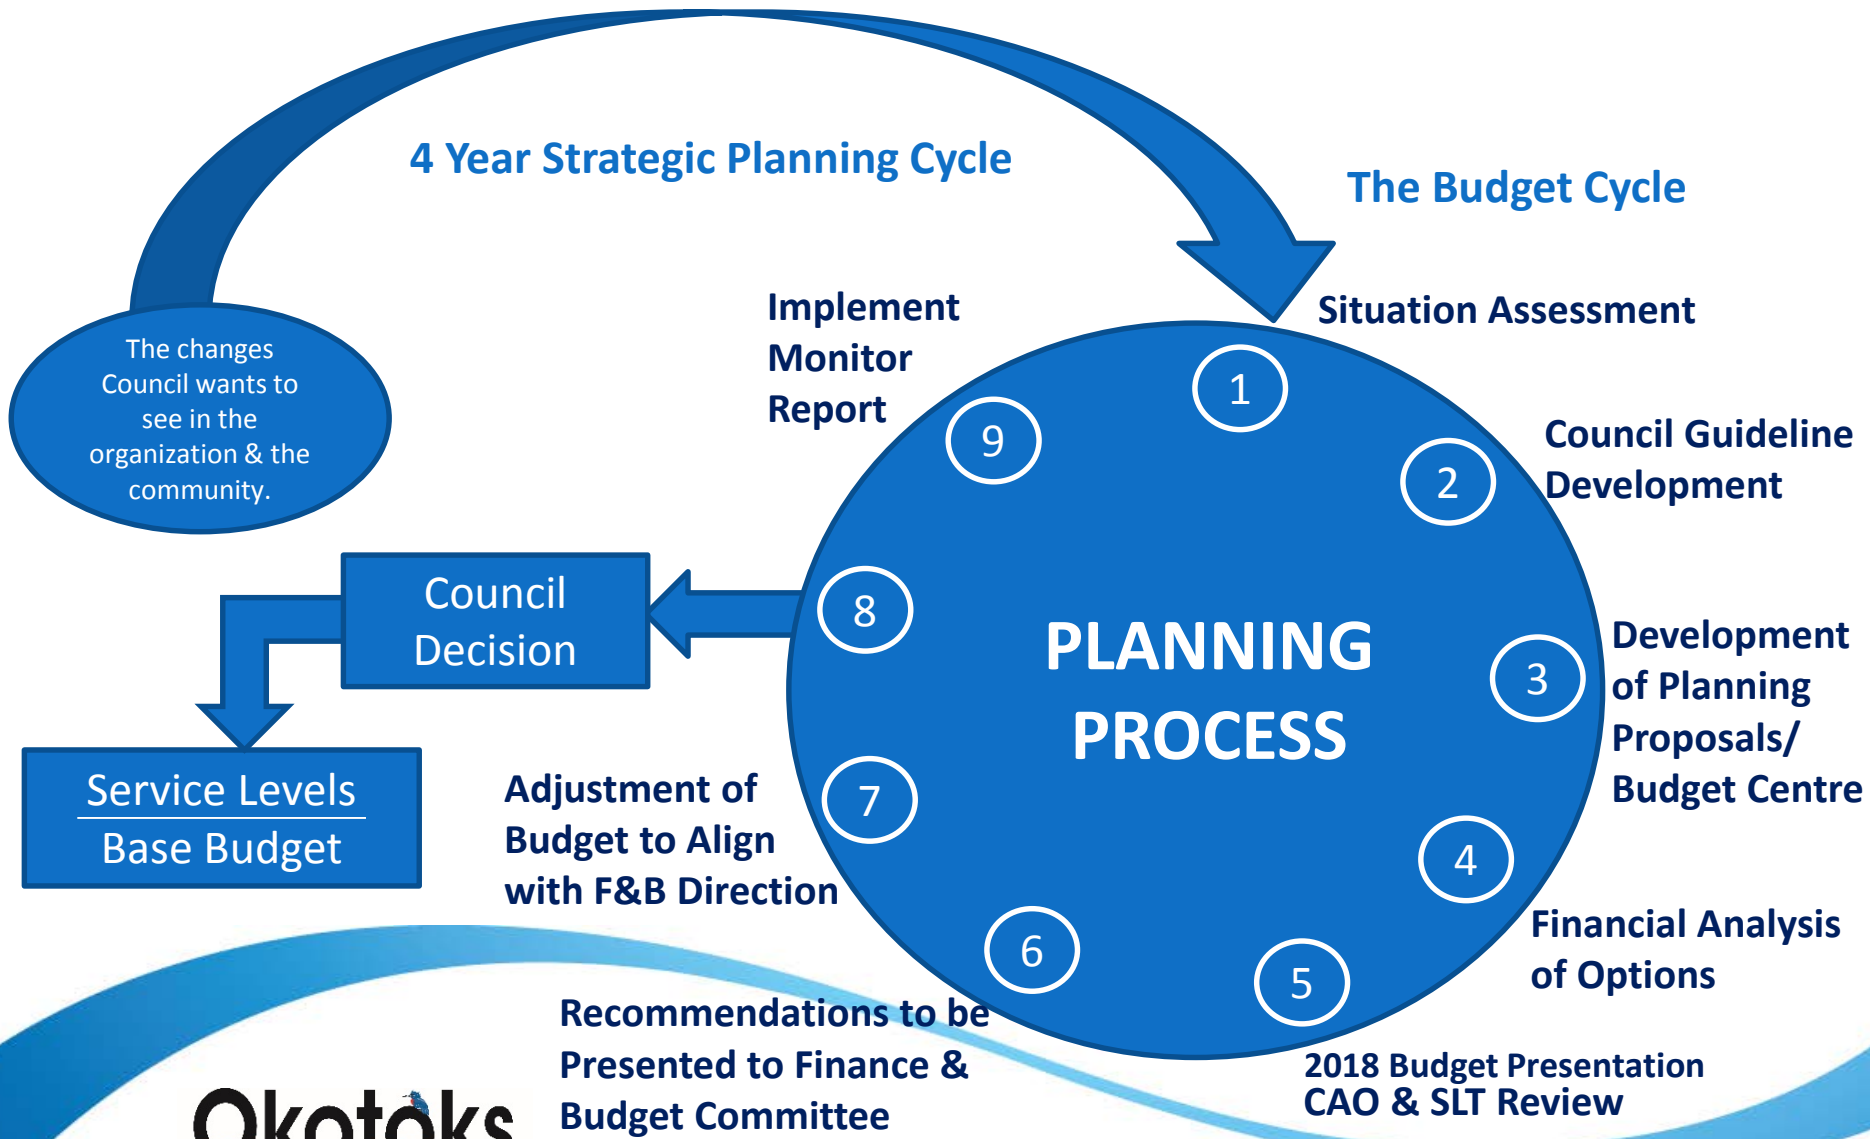 4 Year Strategic Planning Cycle
The Budget Cycle
The changes
Council wants to
see in the
organization & the
community.
Situation Assessment
1
Council Guideline
Development
2
Development
of Planning
Proposals/
Budget Centre
3
Financial Analysis
of Options
4
2018 Budget Presentation
CAO & SLT Review
5
Recommendations to be
Presented to Finance &
Budget Committee
6
Adjustment of
Budget to Align
with F&B Direction
7
8
Council
Decision
Service Levels
Base Budget
Implement
Monitor
Report
9
PLANNING
PROCESS
Okotoks